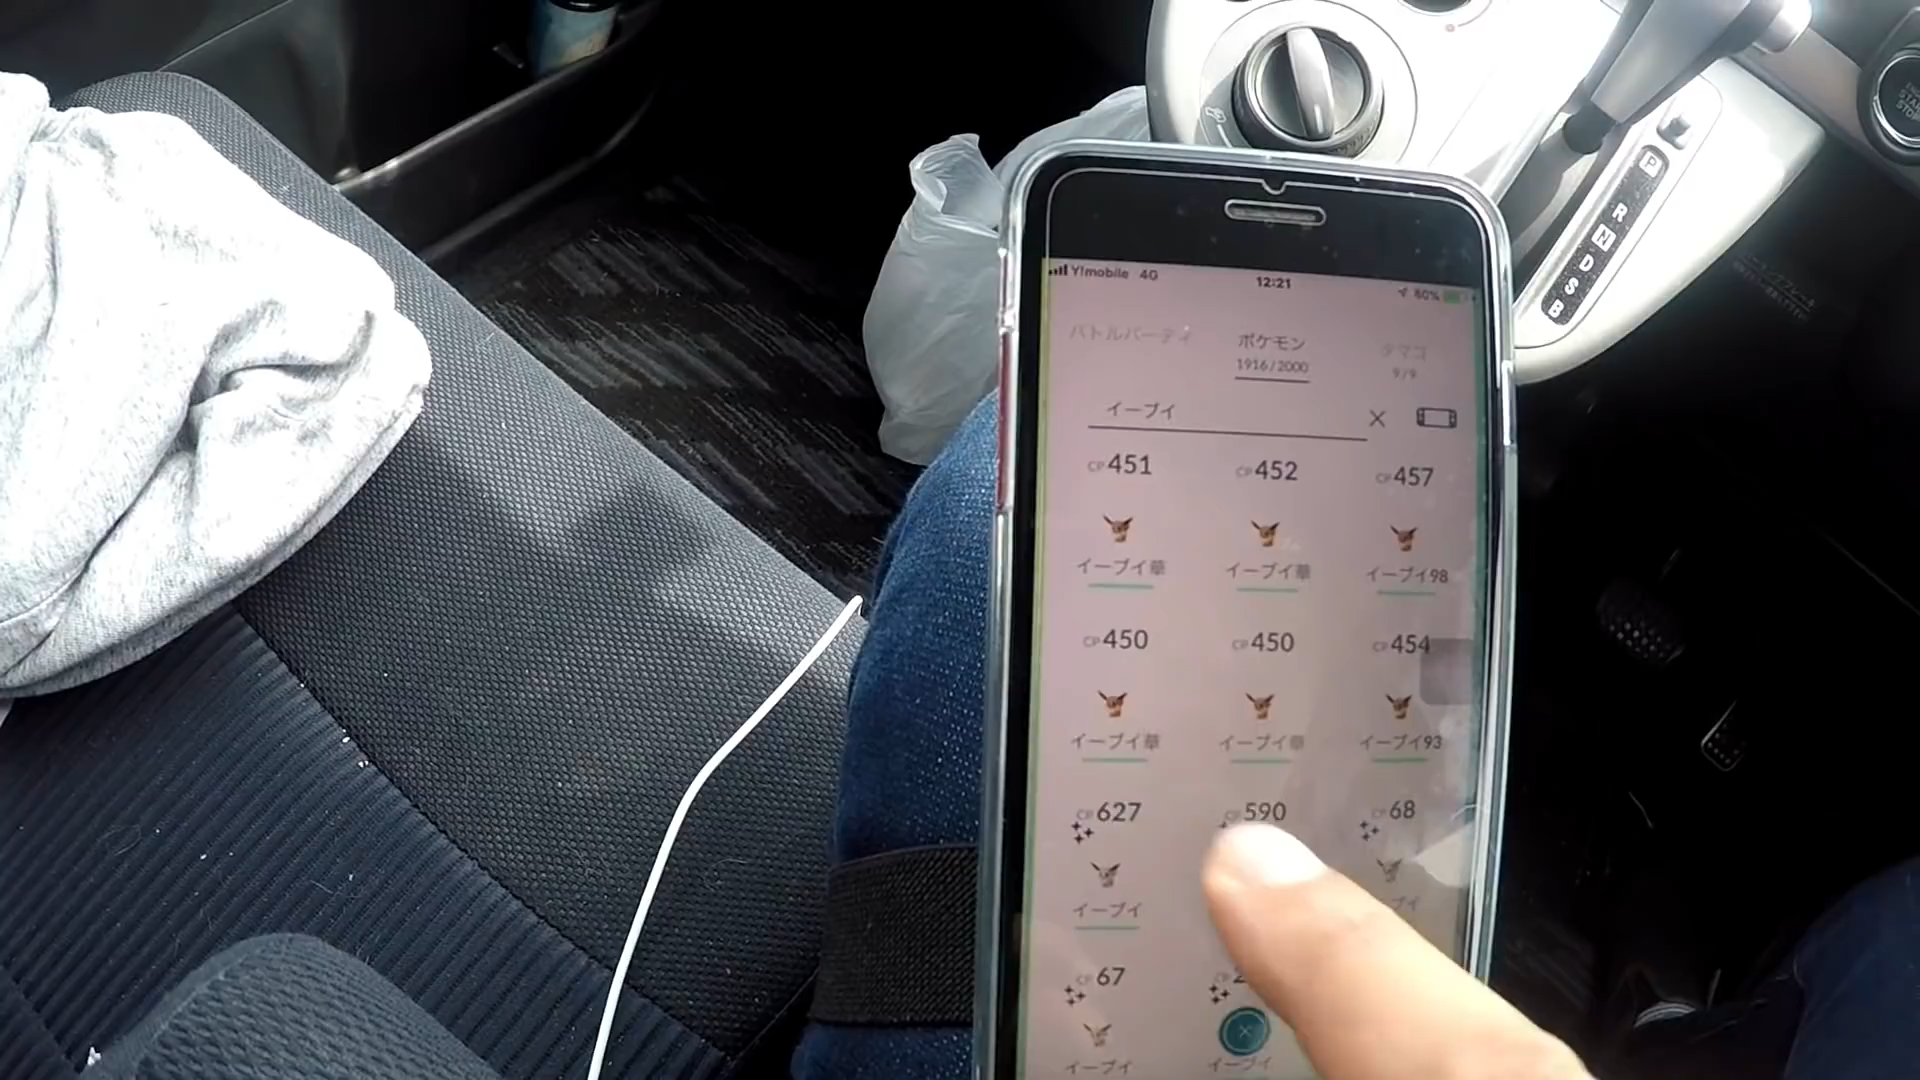 START
STOP
P
R
N
D
S
B
Y!mobile 4G
12:21
80%
バトルパーティ
ポケモン
タマゴ
1916/2000
9/9
イーブイ
CP451
CP452
CP457
イーブイ華
イーブイ華
イーブイ98
CP450
CP450
CP454
イーブイ華
イーブイ華
イーブイ93
CP627
CP590
CP68
イーブイ
CP67
イーブイ
イーブイ